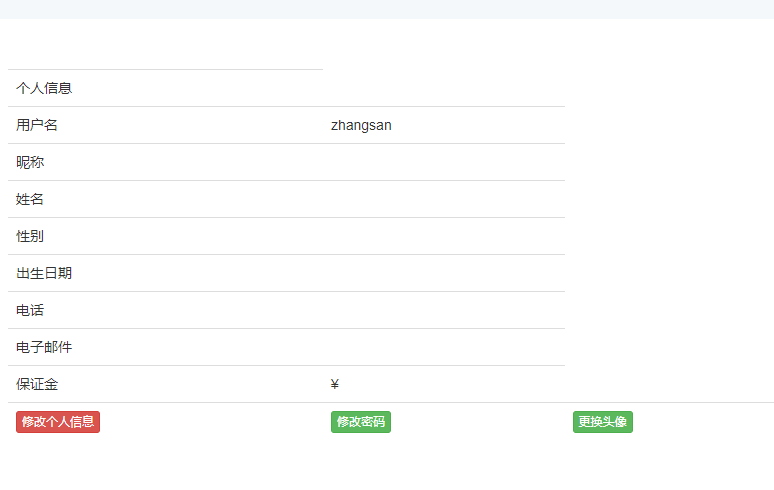 个人信息
用户名 zhangsan
昵称
姓名
性别
出生日期
电话
电子邮件
保证金 ¥
修改个人信息 修改密码 更换头像